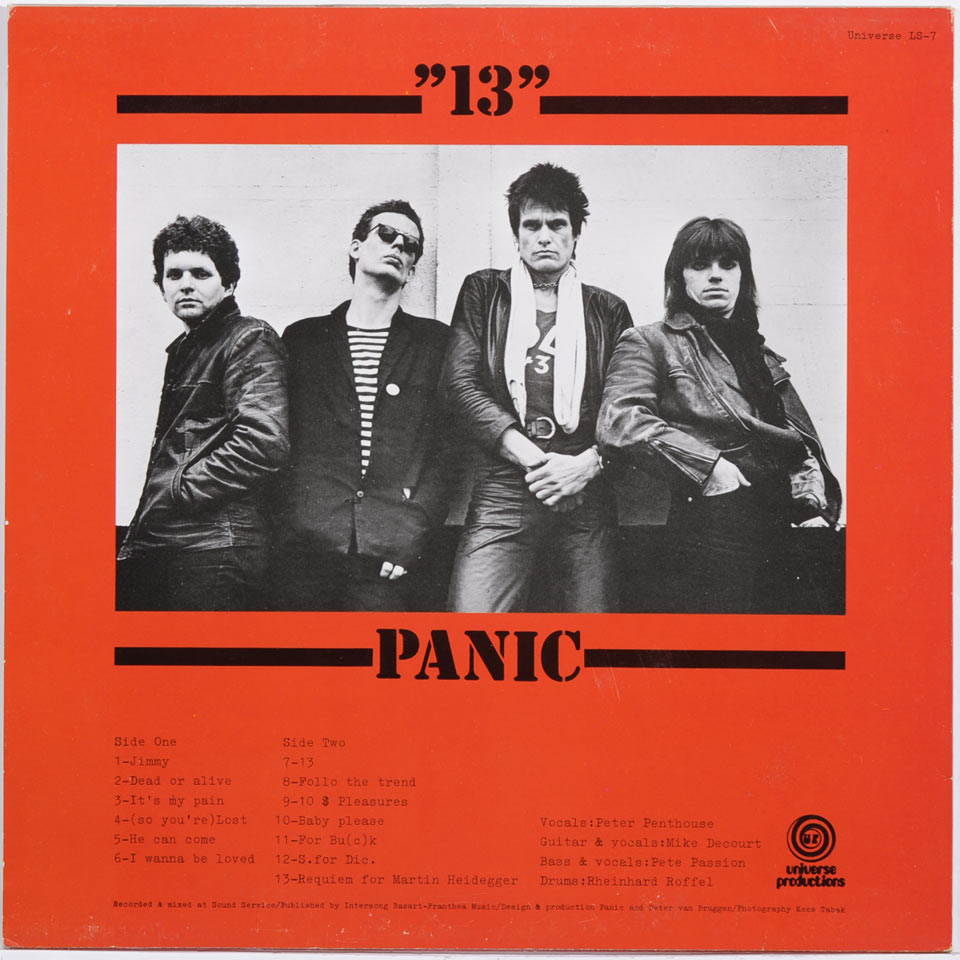 Universe LS-7
”13”
+3
PANIC
Side One
1-Jimmy
2-Dead or alive
3-It's my pain
4-(so you're)Lost
5-He can come
6-I wanna be loved
Side Two
7-13
8-Follo the trend
9-10 $ Pleasures
10-Baby please
11-For Bu(c)k
12-S.for Dic.
13-Requiem for Martin Heidegger
Vocals:Peter Penthouse
Guitar & vocals:Mike Decourt
Bass & vocals:Pete Passion
Drums:Rheinhard Roffel
universe
productions
Recorded & mixed at Sound Service/Published by Intersong Basart-Franthea Music/Design & production Panic and Peter van Bruggen/Photography Kees Tabak